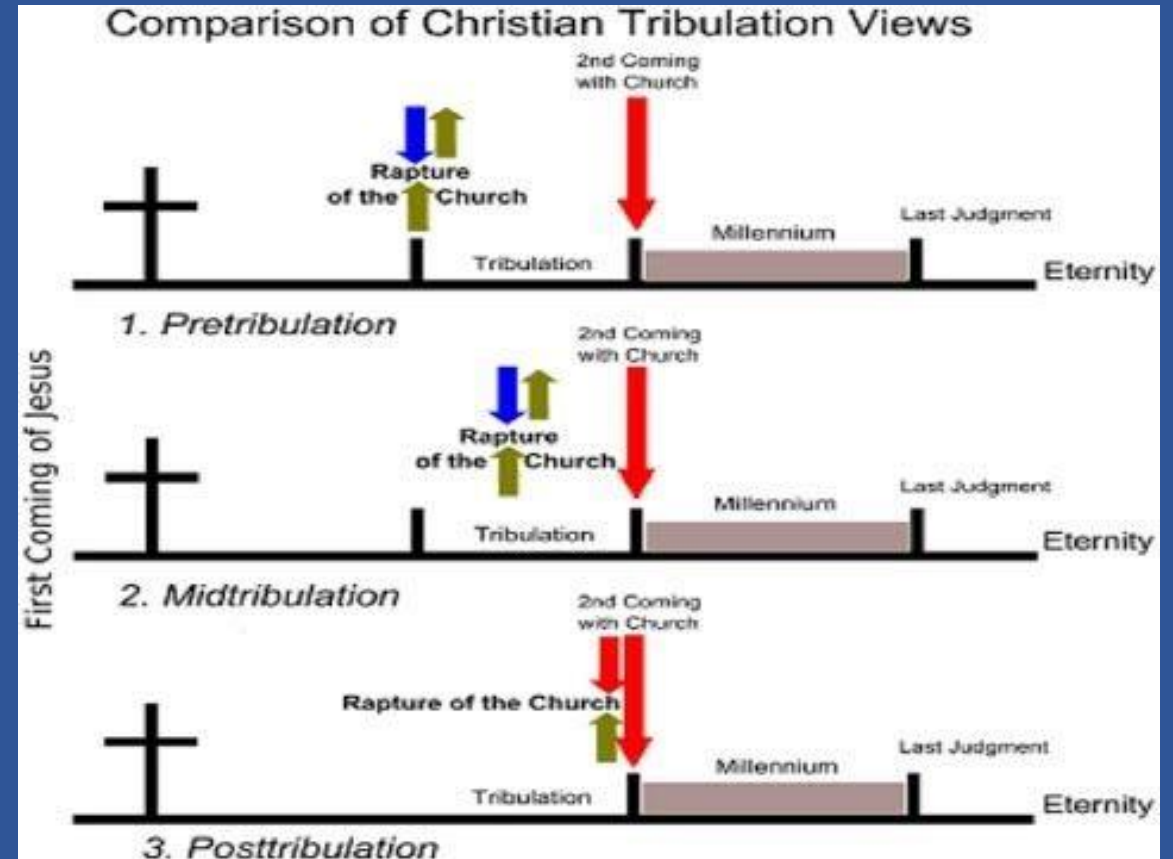 Comparison of Christian Tribulation Views
First Coming of Jesus
2nd Coming
with Church
Rapture
of the Church
Last Judgment
Millennium
Tribulation
Eternity
1. Pretribulation
2nd Coming
with Church
Rapture
of the Church
Last Judgment
Millennium
Tribulation
Eternity
2. Midtribulation
2nd Coming
with Church
Rapture of the Church
Last Judgment
Millennium
Tribulation
Eternity
3. Posttribulation